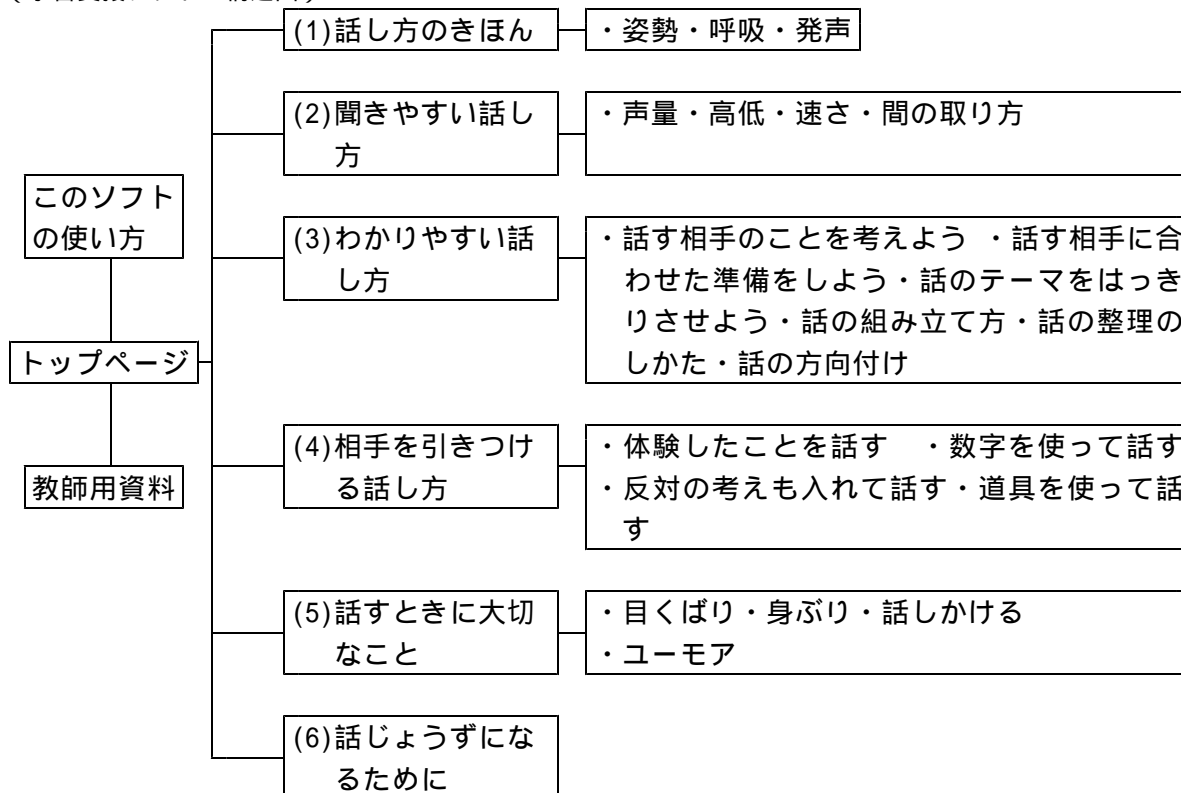 (1)話し方のきほん
・姿勢・呼吸・発声
(2)聞きやすい話し
方
・声量・高低・速さ・間の取り方
このソフト
の使い方
(3)わかりやすい話
し方
・話す相手のことを考えよう ・話す相手に合
わせた準備をしよう・話のテーマをはっき
りさせよう・話の組み立て方・話の整理の
しかた・話の方向付け
トップページ
(4)相手を引きつけ
る話し方
・体験したことを話す ・数字を使って話す
・反対の考えも入れて話す・道具を使って話
す
教師用資料
(5)話すときに大切
なこと
・目くばり・身ぶり・話しかける
・ユーモア
(6)話じょうずにな
るために